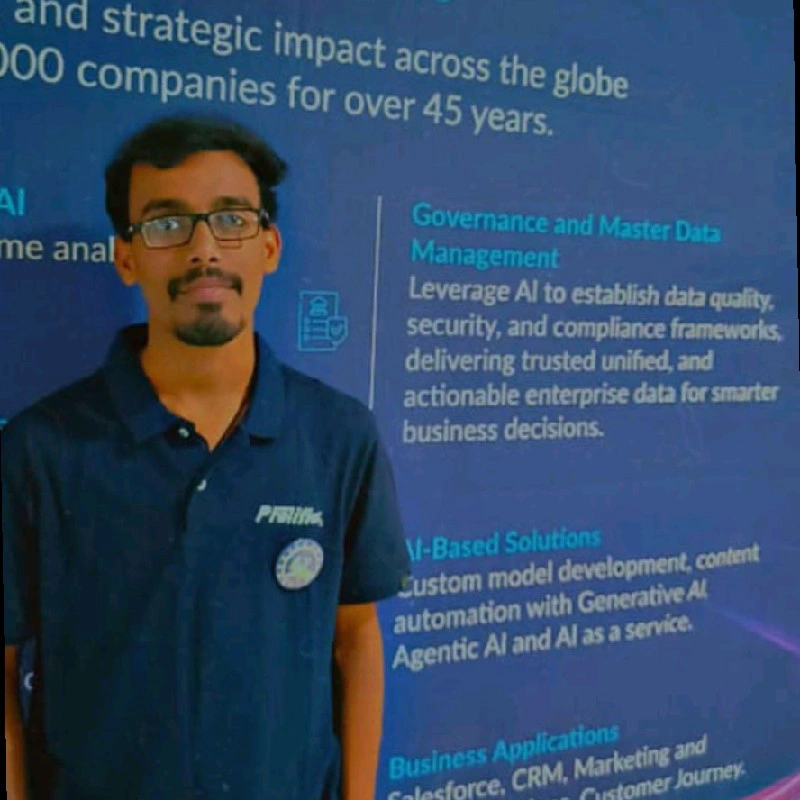 and strategic impact across the globe
000 companies for over 45 years.
AI
me anal
Governance and Master Data
Management
Leverage AI to establish data quality,
security, and compliance frameworks,
delivering trusted unified, and
actionable enterprise data for smarter
business decisions.
AI-Based Solutions
Custom model development, content
automation with Generative AI,
Agentic AI and AI as a service.
Business Applications
Salesforce, CRM, Marketing and
Customer Journey.